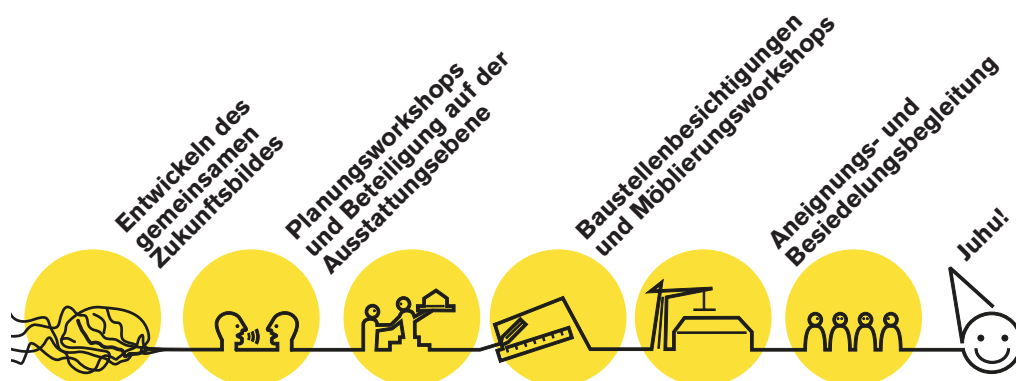 Entwickeln des
gemeinsamen
Zukunftsbildes
Planungsworkshops
und Beteiligung auf der
Ausstattungsebene
Baustellenbesichtigungen
und Möblierungsworkshops
Aneignungs- und
Besiedelungsbegleitung
Juhu!